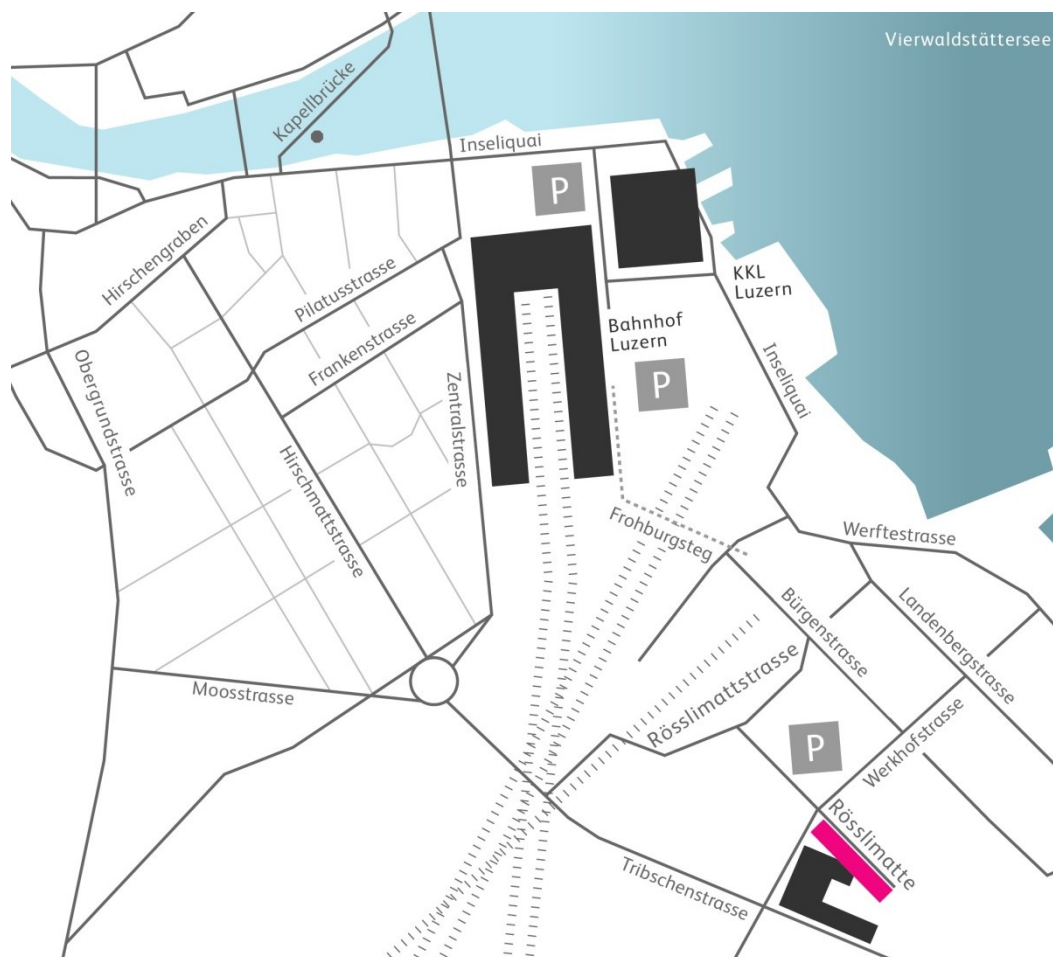 Vierwaldstättersee
Kapellbrücke
Inseliquai
P
Hirschengraben
Pilatusstrasse
KKL
Luzern
Bahnhof
Luzern
Frankenstrasse
P
Inseliquai
Obergrundstrasse
Zentralstrasse
Hirschmattstrasse
Frohburgsteg
Werftestrasse
Bürgenstrasse
Landenbergstrasse
Rösslimattstrasse
Moosstrasse
P
Werkhofstrasse
Rösslimatte
Tribschenstrasse